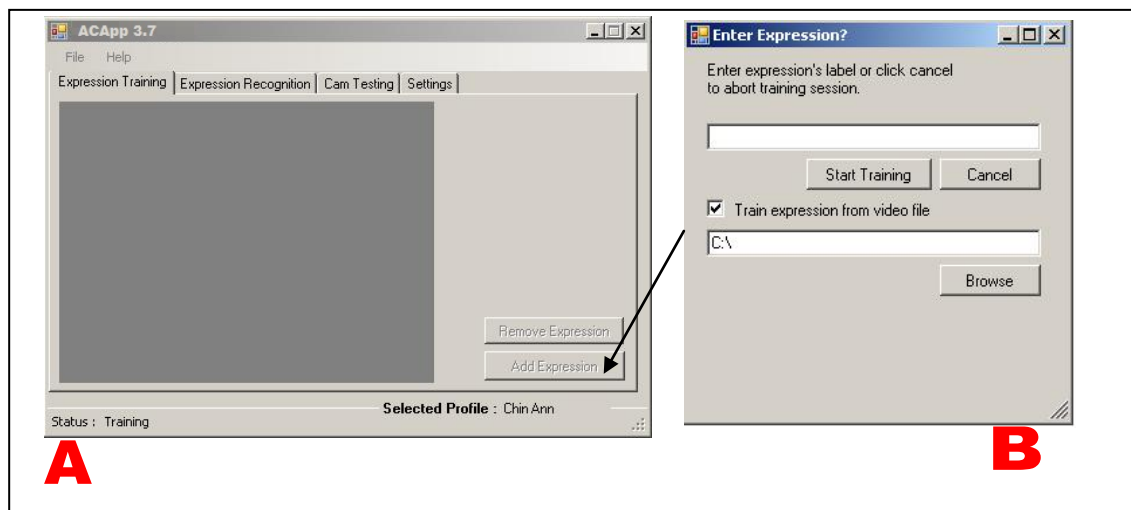 ACApp 3.7
File Help
Expression Training Expression Recognition Cam Testing Settings
Remove Expression
Add Expression
Selected Profile : Chin Ann
Status : Training
A
Enter Expression?
Enter expression's label or click cancel
to abort training session.
Start Training Cancel
Train expression from video file
C:\
Browse
B